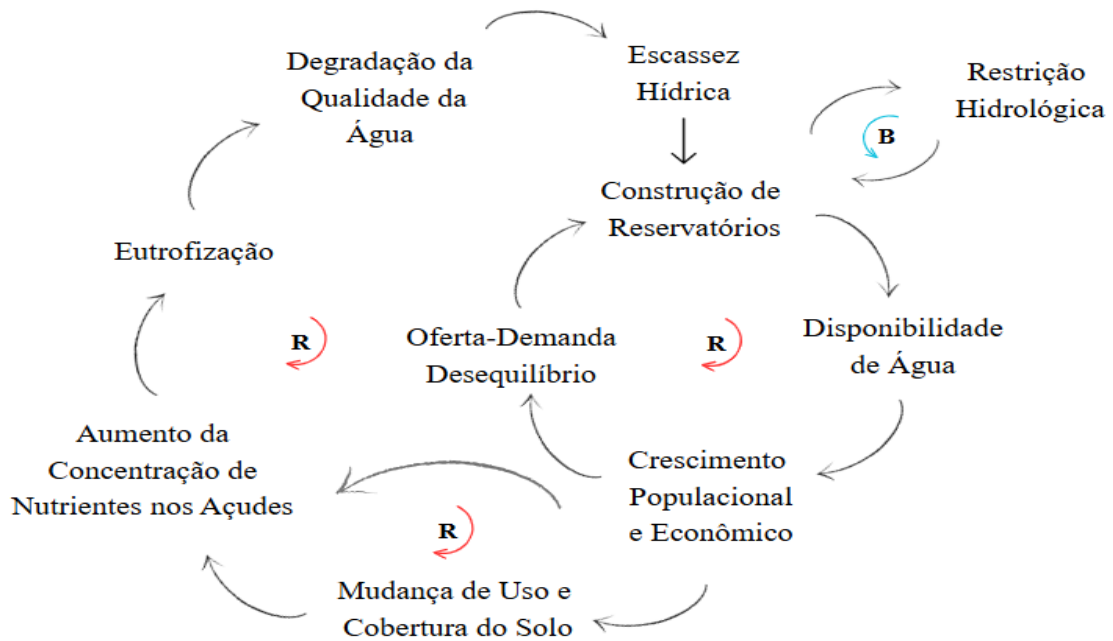 Degradação da
Qualidade da
Água
Escassez
Hídrica
Restrição
Hidrológica
B
Construção de
Reservatórios
Eutrofização
R
Oferta-Demanda
Desequilíbrio
R
Disponibilidade
de Água
Aumento da
Concentração de
Nutrientes nos Açudes
Crescimento
Populacional
e Econômico
R
Mudança de Uso e
Cobertura do Solo